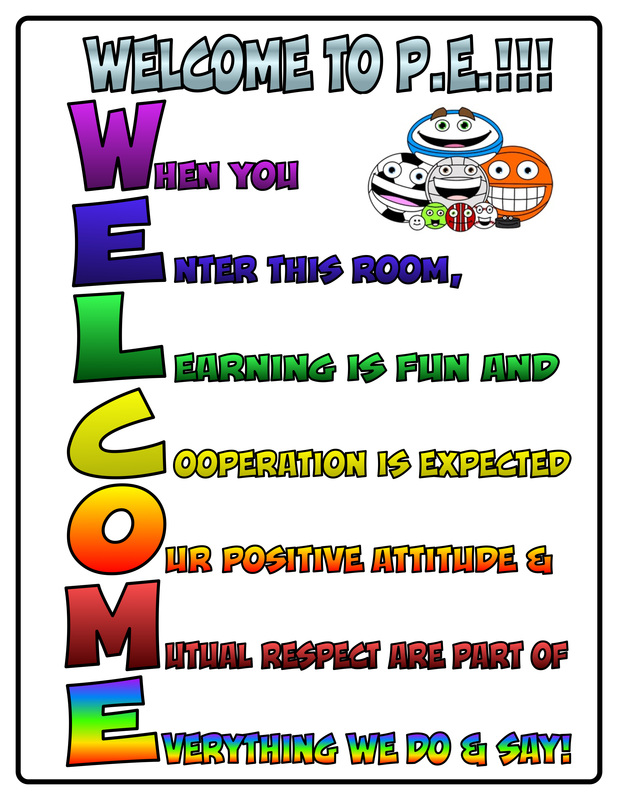 WELCOME TO P.E.!!!
WHEN YOU
ENTER THIS ROOM,
LEARNING IS FUN AND
COOPERATION IS EXPECTED
OUR POSITIVE ATTITUDE &
MUTUAL RESPECT ARE PART OF
EVERYTHING WE DO & SAY!